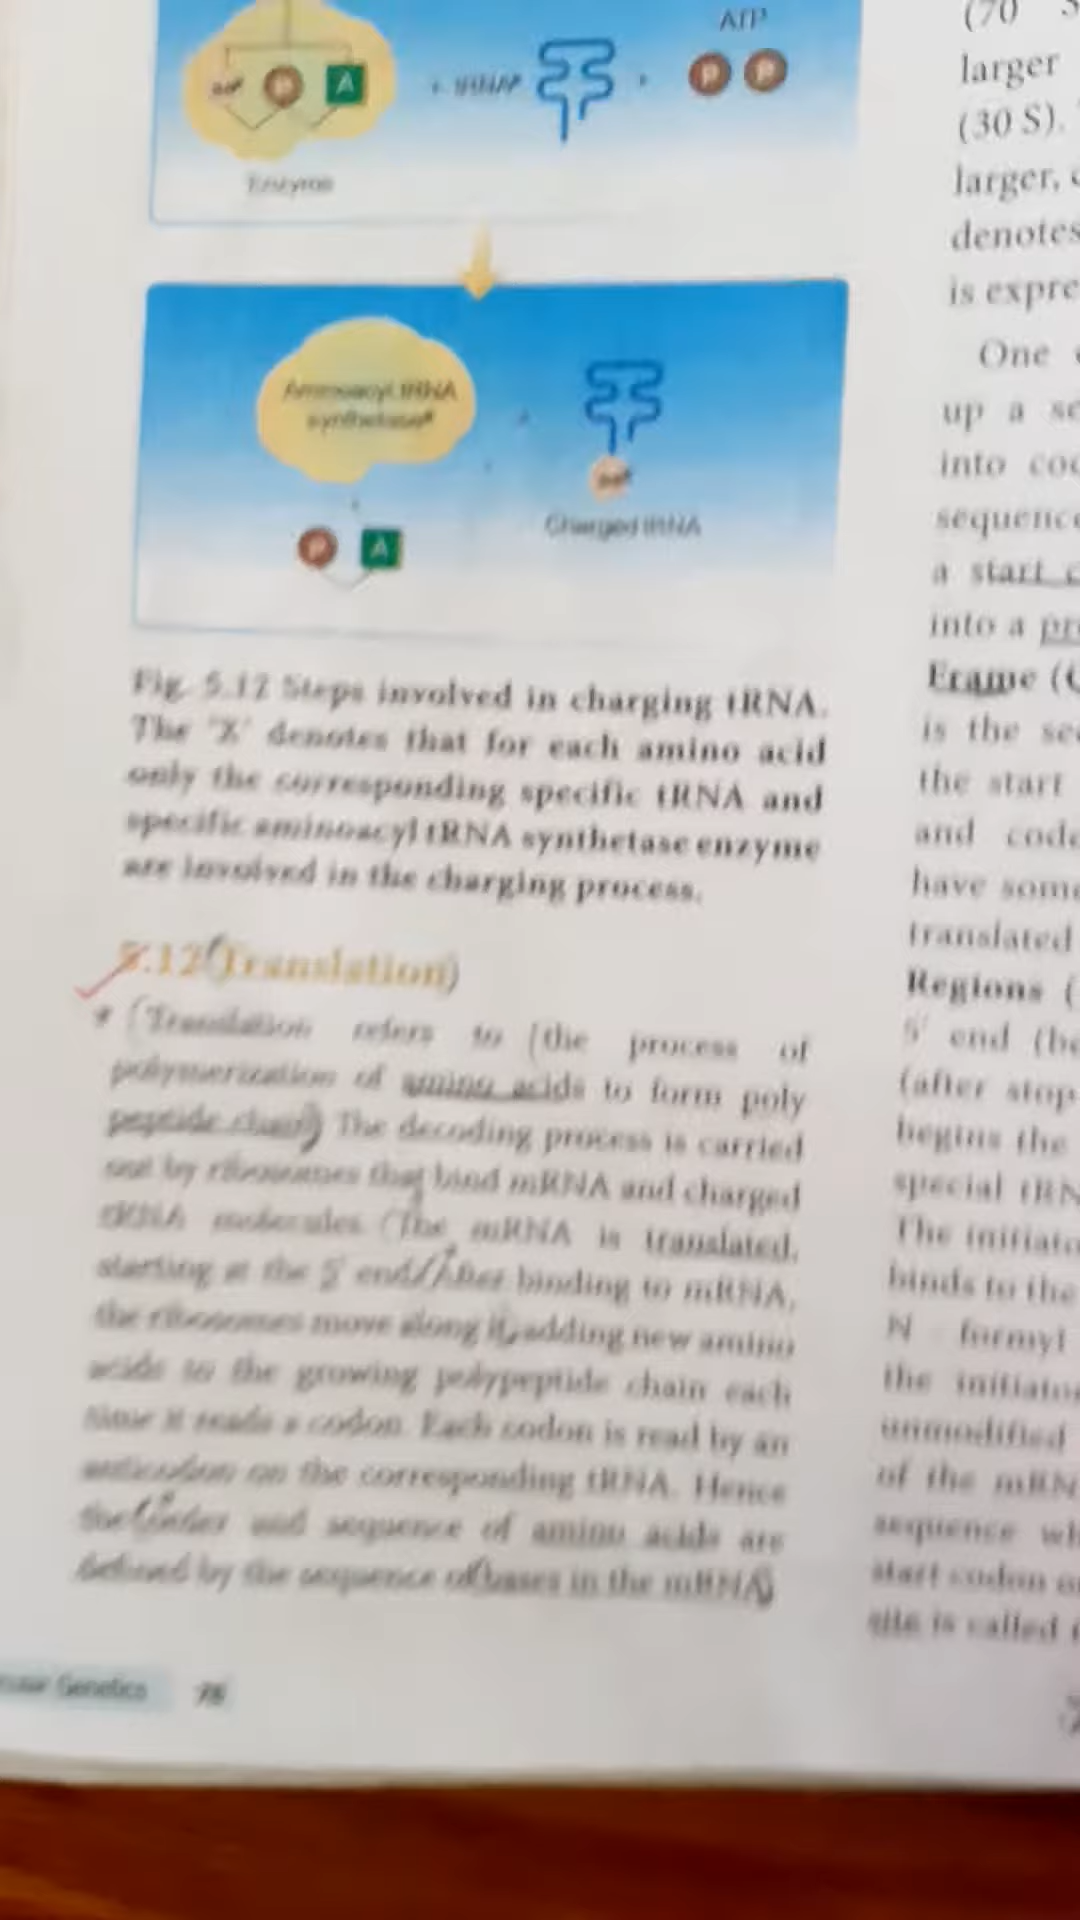 ATP
P P
P A
+ tRNA
Enzyme
Aminoacyl tRNA
synthetase
P A
Charged tRNA
Fig. 5.12 Steps involved in charging tRNA.
The 'X' denotes that for each amino acid
only the corresponding specific tRNA and
specific aminoacyl tRNA synthetase enzyme
are involved in the charging process.
5.12 (Translation)
* (Translation refers to [the process of
polymerization of amino acids to form poly
peptide chain]) The decoding process is carried
out by ribosomes that bind mRNA and charged
tRNA molecules. (The mRNA is translated,
starting at the 5' end/After binding to mRNA,
the ribosomes move along it, adding new amino
acids to the growing polypeptide chain each
time it reads a codon. Each codon is read by an
anticodon on the corresponding tRNA. Hence
the order and sequence of amino acids are
defined by the sequence of bases in the mRNA)
Genetics 78
(70 S
larger
(30 S).
larger,
denotes
is expre
One
up a se
into cod
sequence
a start c
into a pr
Frame (
is the se
the start
and code
have some
translated
Regions (
5' end (be
(after stop
begins the
special tRN
The initiato
binds to the
N formyl
the initiator
unmodified
of the mRN
sequence wh
start codon
site is called